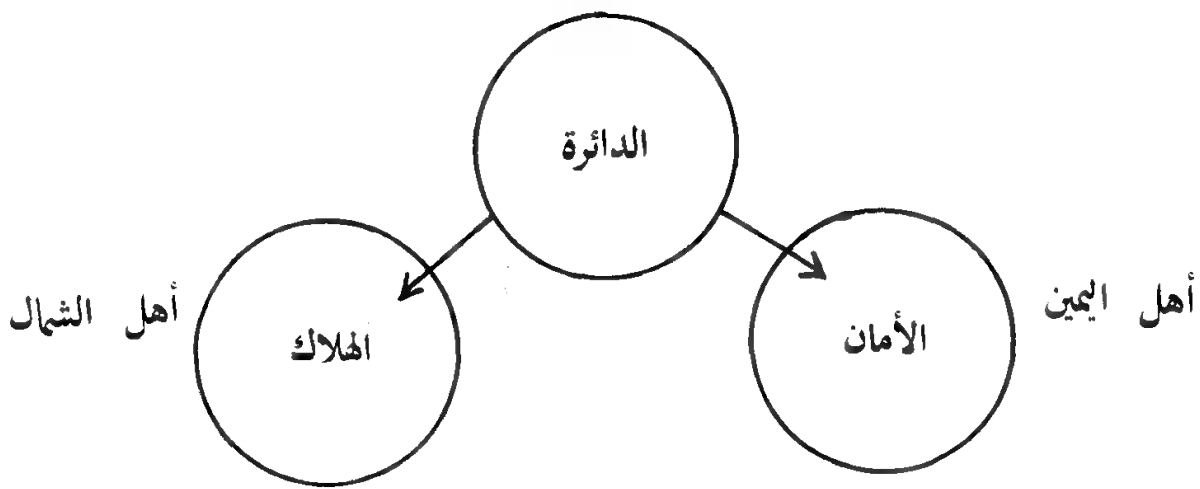 الدائرة
أهل اليمين
الأمان
الهلاك
أهل الشمال